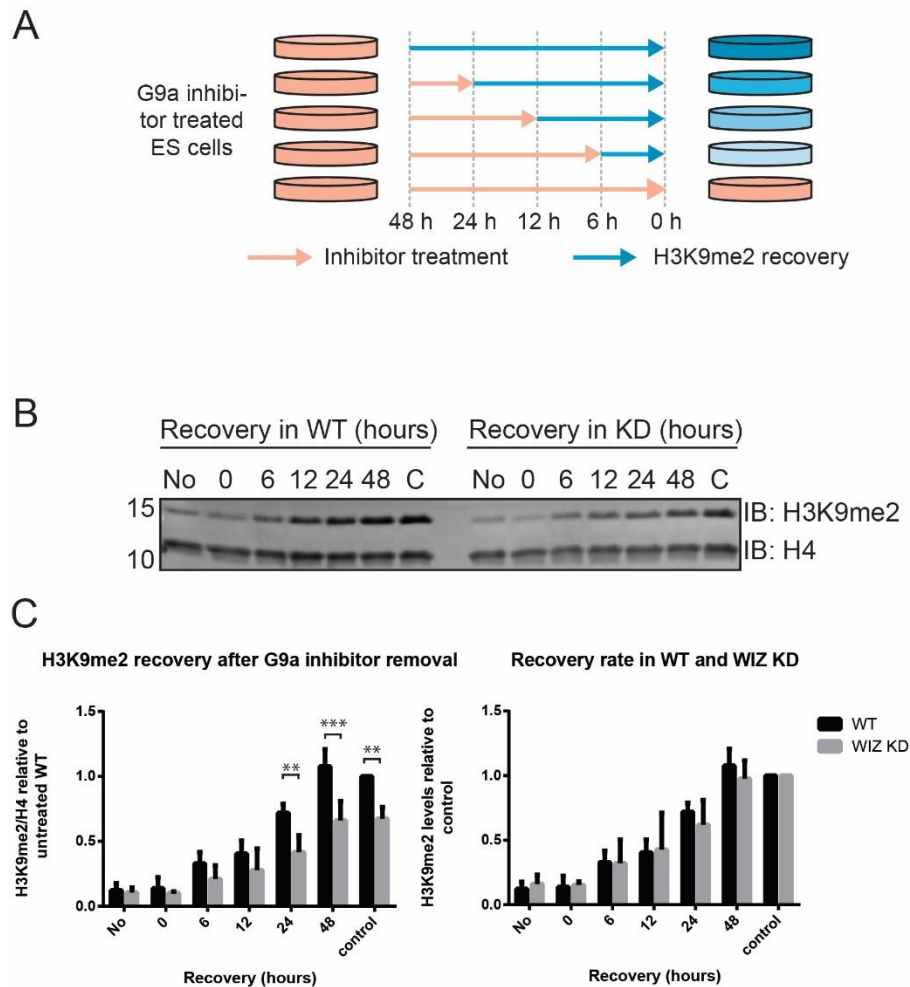 A
G9a inhibi-
tor treated
ES cells
48 h 24 h 12 h 6 h 0 h
Inhibitor treatment H3K9me2 recovery
B
Recovery in WT (hours) Recovery in KD (hours)
No 0 6 12 24 48 C No 0 6 12 24 48 C
15 IB: H3K9me2
10 IB: H4
C
H3K9me2 recovery after G9a inhibitor removal
H3K9me2/H4 relative to
untreated WT
1.5
1.0
0.5
0.0
** *** **
No 0 6 12 24 48 control
Recovery (hours)
Recovery rate in WT and WIZ KD
H3K9me2 levels relative to
control
1.5
1.0
0.5
0.0
No 0 6 12 24 48 control
Recovery (hours)
WT
WIZ KD